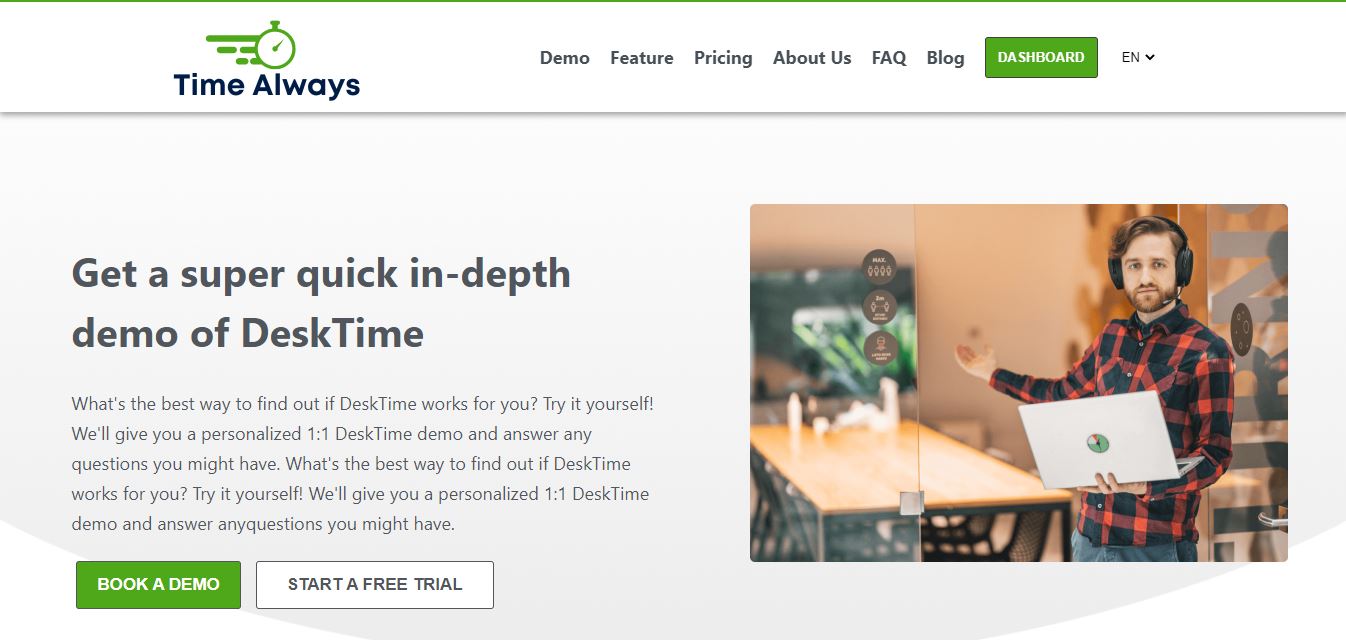 Time Always
Demo Feature Pricing About Us FAQ Blog DASHBOARD EN
Get a super quick in-depth
demo of DeskTime
What's the best way to find out if DeskTime works for you? Try it yourself!
We'll give you a personalized 1:1 DeskTime demo and answer any
questions you might have. What's the best way to find out if DeskTime
works for you? Try it yourself! We'll give you a personalized 1:1 DeskTime
demo and answer anyquestions you might have.
BOOK A DEMO START A FREE TRIAL
MAX.
2m